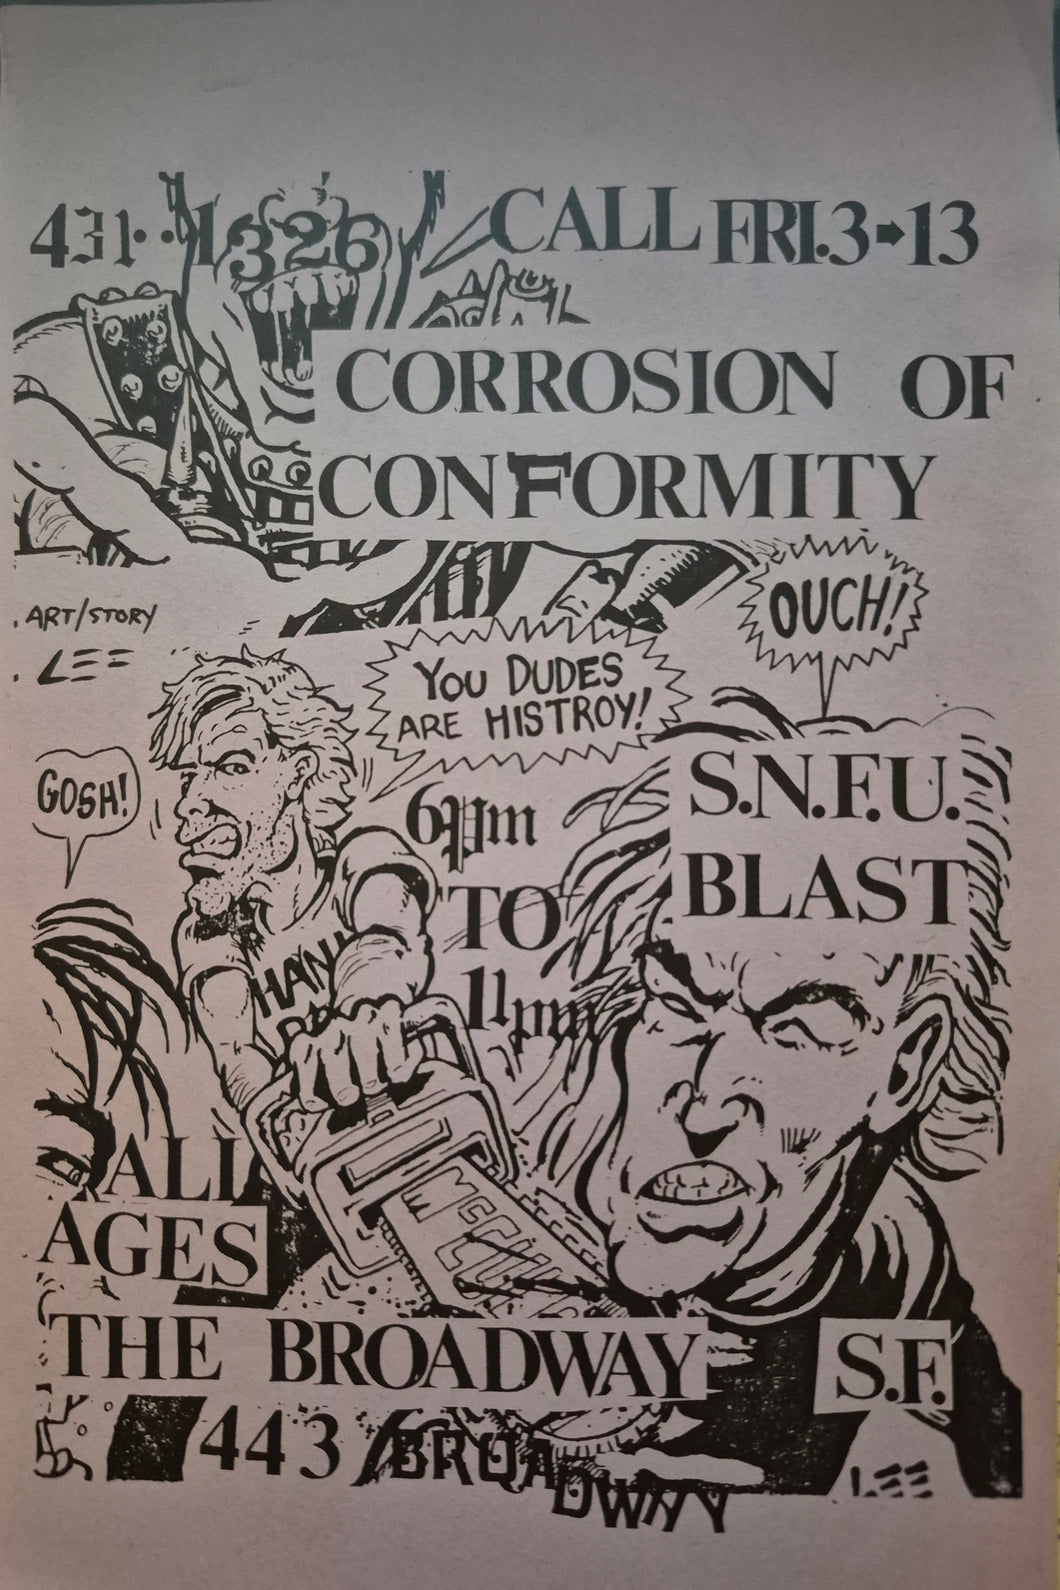 431··1326 CALL FRI.3➡13
CORROSION OF
CONFORMITY
OUCH!
ART/STORY
LEE
YOU DUDES
ARE HISTROY!
GOSH!
S.N.F.U.
BLAST
6pm
TO
11pm
ALL
AGES
THE BROADWAY S.F.
443 BROADWAY
LEE